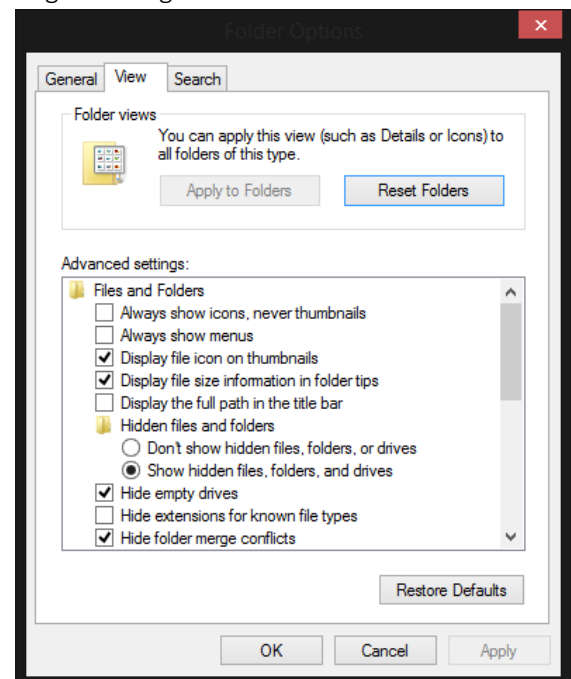 Folder Options
General View Search
Folder views
You can apply this view (such as Details or Icons) to
all folders of this type.
Apply to Folders Reset Folders
Advanced settings:
Files and Folders
Always show icons, never thumbnails
Always show menus
Display file icon on thumbnails
Display file size information in folder tips
Display the full path in the title bar
Hidden files and folders
Don't show hidden files, folders, or drives
Show hidden files, folders, and drives
Hide empty drives
Hide extensions for known file types
Hide folder merge conflicts
Restore Defaults
OK Cancel Apply